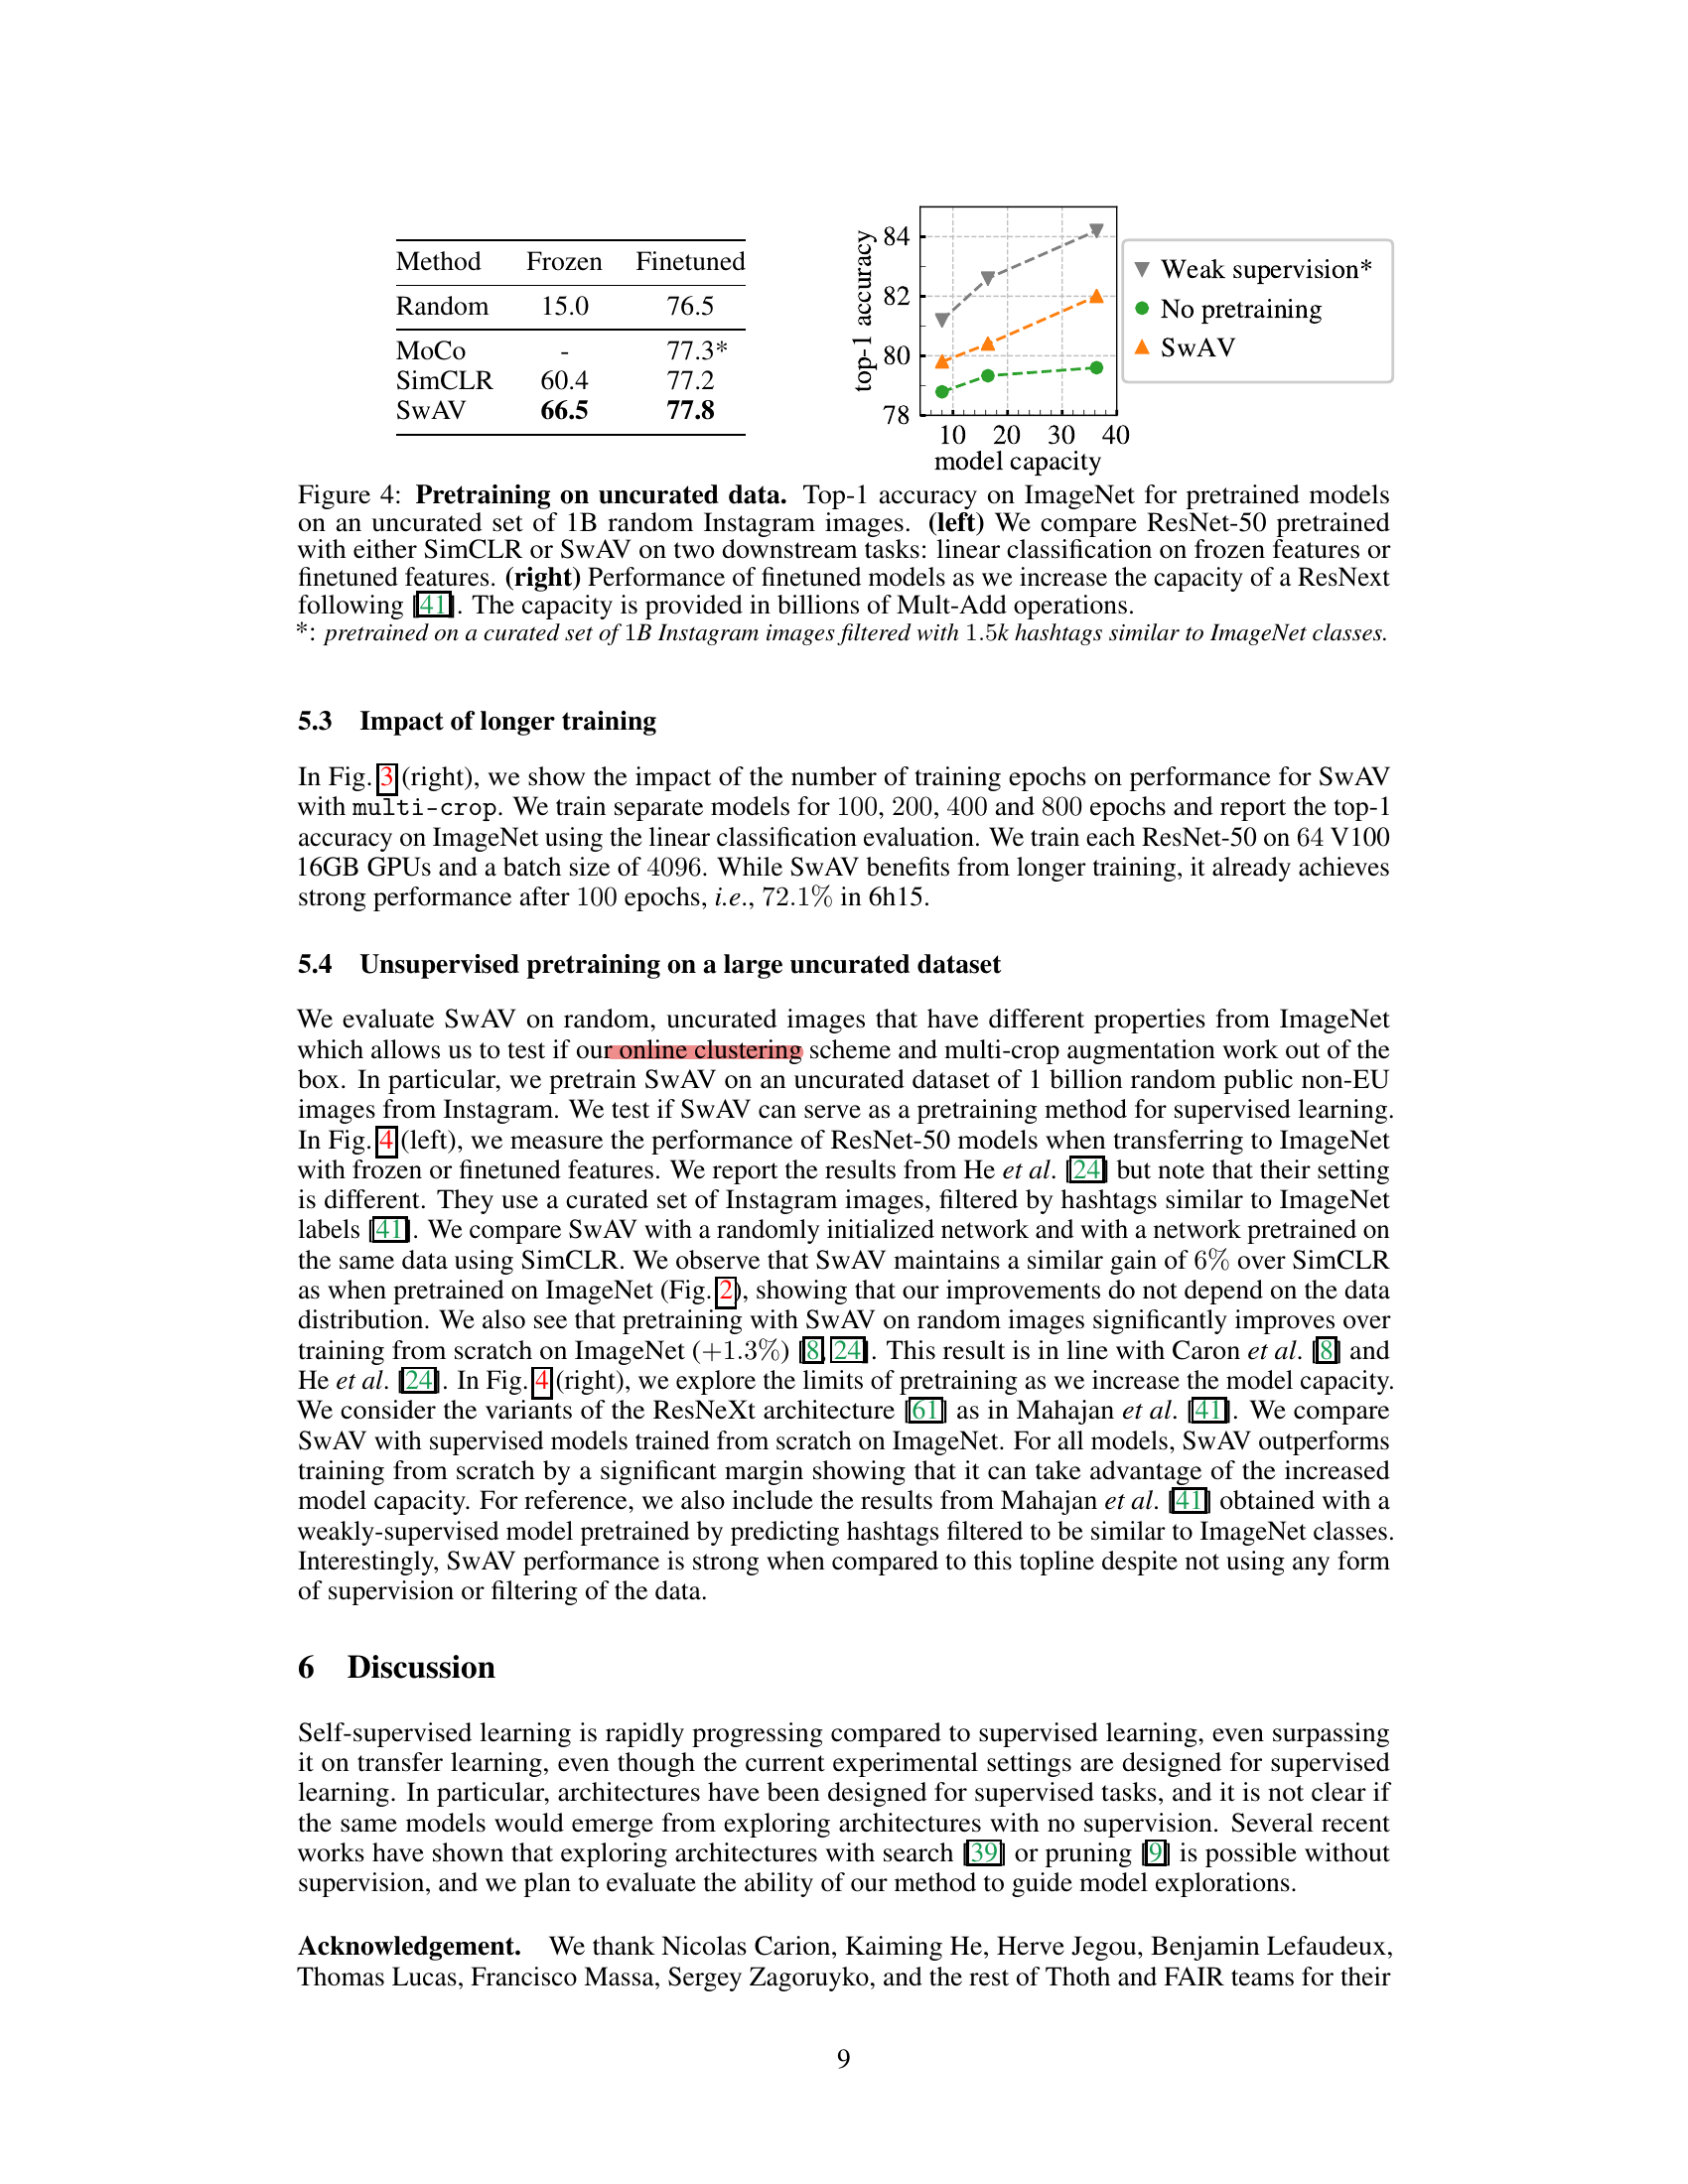 Method Frozen Finetuned
Random 15.0 76.5
MoCo - 77.3*
SimCLR 60.4 77.2
SwAV 66.5 77.8
top-1 accuracy
84
82
80
78
10 20 30 40
model capacity
Weak supervision*
No pretraining
SwAV
Figure 4: Pretraining on uncurated data. Top-1 accuracy on ImageNet for pretrained models
on an uncurated set of 1B random Instagram images. (left) We compare ResNet-50 pretrained
with either SimCLR or SwAV on two downstream tasks: linear classification on frozen features or
finetuned features. (right) Performance of finetuned models as we increase the capacity of a ResNext
following [41]. The capacity is provided in billions of Mult-Add operations.
*: pretrained on a curated set of 1B Instagram images filtered with 1.5k hashtags similar to ImageNet classes.
5.3 Impact of longer training
In Fig. 3 (right), we show the impact of the number of training epochs on performance for SwAV
with multi-crop. We train separate models for 100, 200, 400 and 800 epochs and report the top-1
accuracy on ImageNet using the linear classification evaluation. We train each ResNet-50 on 64 V100
16GB GPUs and a batch size of 4096. While SwAV benefits from longer training, it already achieves
strong performance after 100 epochs, i.e., 72.1% in 6h15.
5.4 Unsupervised pretraining on a large uncurated dataset
We evaluate SwAV on random, uncurated images that have different properties from ImageNet
which allows us to test if our online clustering scheme and multi-crop augmentation work out of the
box. In particular, we pretrain SwAV on an uncurated dataset of 1 billion random public non-EU
images from Instagram. We test if SwAV can serve as a pretraining method for supervised learning.
In Fig. 4 (left), we measure the performance of ResNet-50 models when transferring to ImageNet
with frozen or finetuned features. We report the results from He et al. [24] but note that their setting
is different. They use a curated set of Instagram images, filtered by hashtags similar to ImageNet
labels [41]. We compare SwAV with a randomly initialized network and with a network pretrained on
the same data using SimCLR. We observe that SwAV maintains a similar gain of 6% over SimCLR
as when pretrained on ImageNet (Fig. 2), showing that our improvements do not depend on the data
distribution. We also see that pretraining with SwAV on random images significantly improves over
training from scratch on ImageNet (+1.3%) [8, 24]. This result is in line with Caron et al. [8] and
He et al. [24]. In Fig. 4 (right), we explore the limits of pretraining as we increase the model capacity.
We consider the variants of the ResNeXt architecture [61] as in Mahajan et al. [41]. We compare
SwAV with supervised models trained from scratch on ImageNet. For all models, SwAV outperforms
training from scratch by a significant margin showing that it can take advantage of the increased
model capacity. For reference, we also include the results from Mahajan et al. [41] obtained with a
weakly-supervised model pretrained by predicting hashtags filtered to be similar to ImageNet classes.
Interestingly, SwAV performance is strong when compared to this topline despite not using any form
of supervision or filtering of the data.
6 Discussion
Self-supervised learning is rapidly progressing compared to supervised learning, even surpassing
it on transfer learning, even though the current experimental settings are designed for supervised
learning. In particular, architectures have been designed for supervised tasks, and it is not clear if
the same models would emerge from exploring architectures with no supervision. Several recent
works have shown that exploring architectures with search [39] or pruning [9] is possible without
supervision, and we plan to evaluate the ability of our method to guide model explorations.
Acknowledgement. We thank Nicolas Carion, Kaiming He, Herve Jegou, Benjamin Lefaudeux,
Thomas Lucas, Francisco Massa, Sergey Zagoruyko, and the rest of Thoth and FAIR teams for their
9